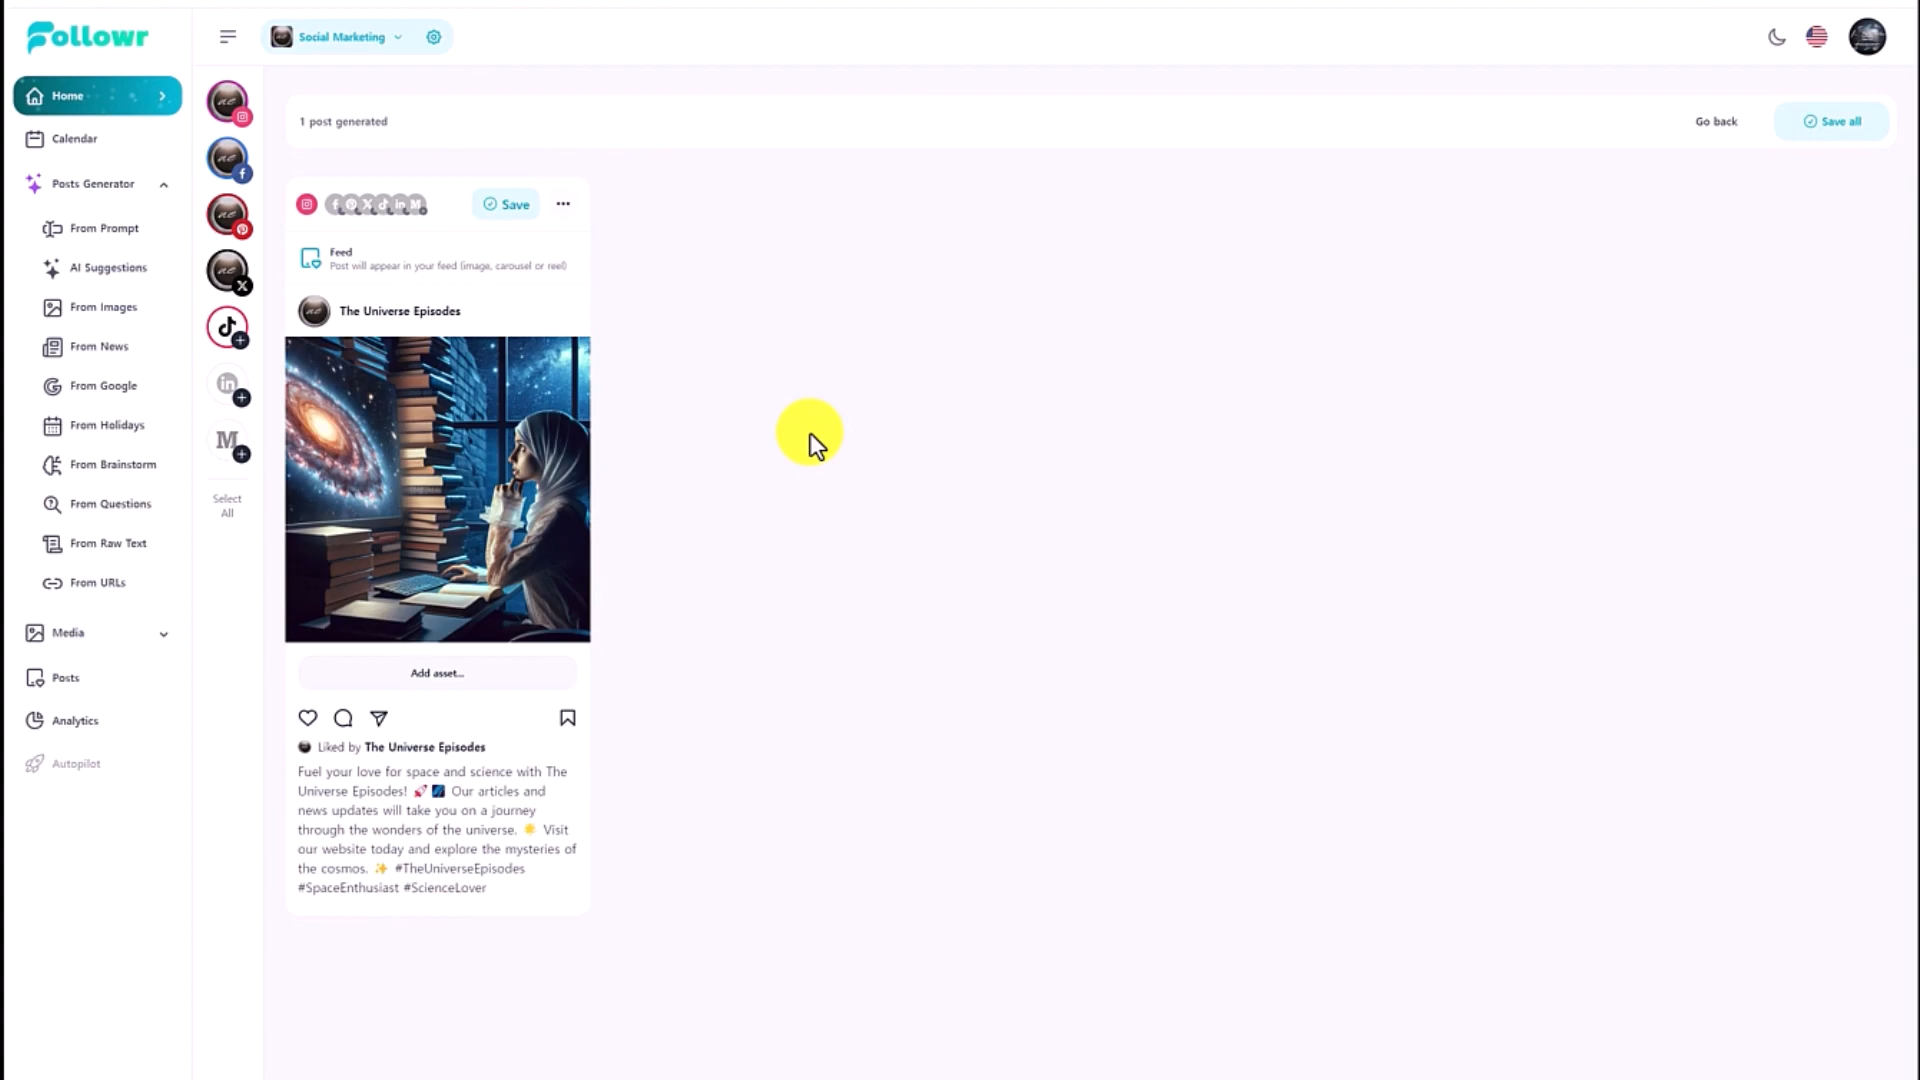 Followr
Social Marketing
Home
Calendar
Posts Generator
From Prompt
AI Suggestions
From Images
From News
From Google
From Holidays
From Brainstorm
From Questions
From Raw Text
From URLs
Media
Posts
Analytics
Autopilot
Select
All
1 post generated
Go back
Save all
Save
Feed
Post will appear in your feed (image, carousel or reel)
The Universe Episodes
Add asset...
Liked by The Universe Episodes
Fuel your love for space and science with The
Universe Episodes! 🚀 🌌 Our articles and
news updates will take you on a journey
through the wonders of the universe. 🌟 Visit
our website today and explore the mysteries of
the cosmos. ✨ #TheUniverseEpisodes
#SpaceEnthusiast #ScienceLover